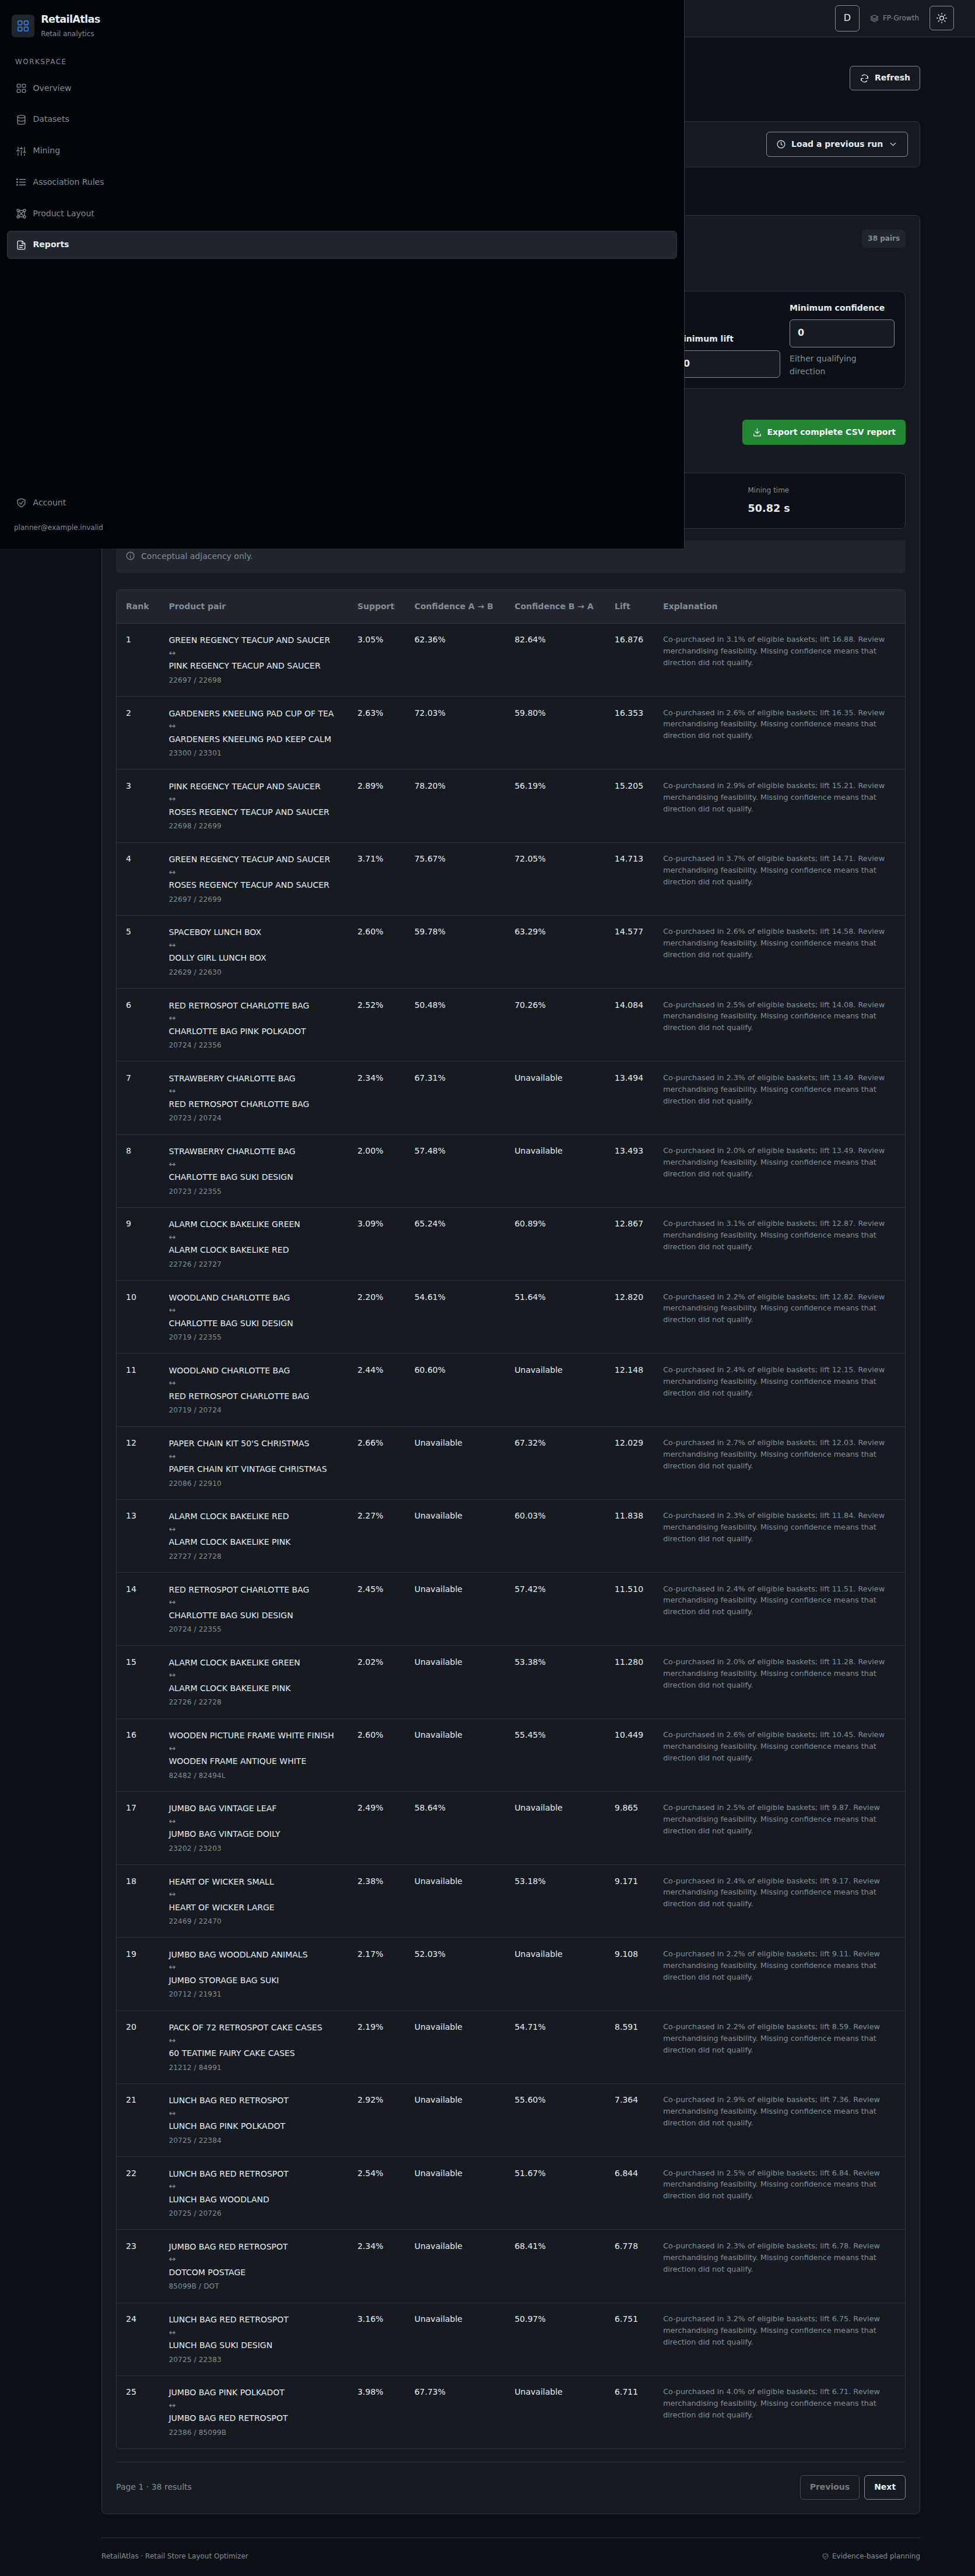 RetailAtlas
Retail analytics
WORKSPACE
Overview
Datasets
Mining
Association Rules
Product Layout
Reports
Account
planner@example.invalid
D
FP-Growth
Refresh
Load a previous run
38 pairs
Minimum confidence
0
Either qualifying
direction
inimum lift
0
Export complete CSV report
Mining time
50.82 s
Conceptual adjacency only.
Rank Product pair Support Confidence A → B Confidence B → A Lift Explanation
1 GREEN REGENCY TEACUP AND SAUCER 3.05% 62.36% 82.64% 16.876 Co-purchased in 3.1% of eligible baskets; lift 16.88. Review
↔ merchandising feasibility. Missing confidence means that
PINK REGENCY TEACUP AND SAUCER direction did not qualify.
22697 / 22698
2 GARDENERS KNEELING PAD CUP OF TEA 2.63% 72.03% 59.80% 16.353 Co-purchased in 2.6% of eligible baskets; lift 16.35. Review
↔ merchandising feasibility. Missing confidence means that
GARDENERS KNEELING PAD KEEP CALM direction did not qualify.
23300 / 23301
3 PINK REGENCY TEACUP AND SAUCER 2.89% 78.20% 56.19% 15.205 Co-purchased in 2.9% of eligible baskets; lift 15.21. Review
↔ merchandising feasibility. Missing confidence means that
ROSES REGENCY TEACUP AND SAUCER direction did not qualify.
22698 / 22699
4 GREEN REGENCY TEACUP AND SAUCER 3.71% 75.67% 72.05% 14.713 Co-purchased in 3.7% of eligible baskets; lift 14.71. Review
↔ merchandising feasibility. Missing confidence means that
ROSES REGENCY TEACUP AND SAUCER direction did not qualify.
22697 / 22699
5 SPACEBOY LUNCH BOX 2.60% 59.78% 63.29% 14.577 Co-purchased in 2.6% of eligible baskets; lift 14.58. Review
↔ merchandising feasibility. Missing confidence means that
DOLLY GIRL LUNCH BOX direction did not qualify.
22629 / 22630
6 RED RETROSPOT CHARLOTTE BAG 2.52% 50.48% 70.26% 14.084 Co-purchased in 2.5% of eligible baskets; lift 14.08. Review
↔ merchandising feasibility. Missing confidence means that
CHARLOTTE BAG PINK POLKADOT direction did not qualify.
20724 / 22356
7 STRAWBERRY CHARLOTTE BAG 2.34% 67.31% Unavailable 13.494 Co-purchased in 2.3% of eligible baskets; lift 13.49. Review
↔ merchandising feasibility. Missing confidence means that
RED RETROSPOT CHARLOTTE BAG direction did not qualify.
20723 / 20724
8 STRAWBERRY CHARLOTTE BAG 2.00% 57.48% Unavailable 13.493 Co-purchased in 2.0% of eligible baskets; lift 13.49. Review
↔ merchandising feasibility. Missing confidence means that
CHARLOTTE BAG SUKI DESIGN direction did not qualify.
20723 / 22355
9 ALARM CLOCK BAKELIKE GREEN 3.09% 65.24% 60.89% 12.867 Co-purchased in 3.1% of eligible baskets; lift 12.87. Review
↔ merchandising feasibility. Missing confidence means that
ALARM CLOCK BAKELIKE RED direction did not qualify.
22726 / 22727
10 WOODLAND CHARLOTTE BAG 2.20% 54.61% 51.64% 12.820 Co-purchased in 2.2% of eligible baskets; lift 12.82. Review
↔ merchandising feasibility. Missing confidence means that
CHARLOTTE BAG SUKI DESIGN direction did not qualify.
20719 / 22355
11 WOODLAND CHARLOTTE BAG 2.44% 60.60% Unavailable 12.148 Co-purchased in 2.4% of eligible baskets; lift 12.15. Review
↔ merchandising feasibility. Missing confidence means that
RED RETROSPOT CHARLOTTE BAG direction did not qualify.
20719 / 20724
12 PAPER CHAIN KIT 50'S CHRISTMAS 2.66% Unavailable 67.32% 12.029 Co-purchased in 2.7% of eligible baskets; lift 12.03. Review
↔ merchandising feasibility. Missing confidence means that
PAPER CHAIN KIT VINTAGE CHRISTMAS direction did not qualify.
22086 / 22910
13 ALARM CLOCK BAKELIKE RED 2.27% Unavailable 60.03% 11.838 Co-purchased in 2.3% of eligible baskets; lift 11.84. Review
↔ merchandising feasibility. Missing confidence means that
ALARM CLOCK BAKELIKE PINK direction did not qualify.
22727 / 22728
14 RED RETROSPOT CHARLOTTE BAG 2.45% Unavailable 57.42% 11.510 Co-purchased in 2.4% of eligible baskets; lift 11.51. Review
↔ merchandising feasibility. Missing confidence means that
CHARLOTTE BAG SUKI DESIGN direction did not qualify.
20724 / 22355
15 ALARM CLOCK BAKELIKE GREEN 2.02% Unavailable 53.38% 11.280 Co-purchased in 2.0% of eligible baskets; lift 11.28. Review
↔ merchandising feasibility. Missing confidence means that
ALARM CLOCK BAKELIKE PINK direction did not qualify.
22726 / 22728
16 WOODEN PICTURE FRAME WHITE FINISH 2.60% Unavailable 55.45% 10.449 Co-purchased in 2.6% of eligible baskets; lift 10.45. Review
↔ merchandising feasibility. Missing confidence means that
WOODEN FRAME ANTIQUE WHITE direction did not qualify.
82482 / 82494L
17 JUMBO BAG VINTAGE LEAF 2.49% 58.64% Unavailable 9.865 Co-purchased in 2.5% of eligible baskets; lift 9.87. Review
↔ merchandising feasibility. Missing confidence means that
JUMBO BAG VINTAGE DOILY direction did not qualify.
23202 / 23203
18 HEART OF WICKER SMALL 2.38% Unavailable 53.18% 9.171 Co-purchased in 2.4% of eligible baskets; lift 9.17. Review
↔ merchandising feasibility. Missing confidence means that
HEART OF WICKER LARGE direction did not qualify.
22469 / 22470
19 JUMBO BAG WOODLAND ANIMALS 2.17% 52.03% Unavailable 9.108 Co-purchased in 2.2% of eligible baskets; lift 9.11. Review
↔ merchandising feasibility. Missing confidence means that
JUMBO STORAGE BAG SUKI direction did not qualify.
20712 / 21931
20 PACK OF 72 RETROSPOT CAKE CASES 2.19% Unavailable 54.71% 8.591 Co-purchased in 2.2% of eligible baskets; lift 8.59. Review
↔ merchandising feasibility. Missing confidence means that
60 TEATIME FAIRY CAKE CASES direction did not qualify.
21212 / 84991
21 LUNCH BAG RED RETROSPOT 2.92% Unavailable 55.60% 7.364 Co-purchased in 2.9% of eligible baskets; lift 7.36. Review
↔ merchandising feasibility. Missing confidence means that
LUNCH BAG PINK POLKADOT direction did not qualify.
20725 / 22384
22 LUNCH BAG RED RETROSPOT 2.54% Unavailable 51.67% 6.844 Co-purchased in 2.5% of eligible baskets; lift 6.84. Review
↔ merchandising feasibility. Missing confidence means that
LUNCH BAG WOODLAND direction did not qualify.
20725 / 20726
23 JUMBO BAG RED RETROSPOT 2.34% Unavailable 68.41% 6.778 Co-purchased in 2.3% of eligible baskets; lift 6.78. Review
↔ merchandising feasibility. Missing confidence means that
DOTCOM POSTAGE direction did not qualify.
85099B / DOT
24 LUNCH BAG RED RETROSPOT 3.16% Unavailable 50.97% 6.751 Co-purchased in 3.2% of eligible baskets; lift 6.75. Review
↔ merchandising feasibility. Missing confidence means that
LUNCH BAG SUKI DESIGN direction did not qualify.
20725 / 22383
25 JUMBO BAG PINK POLKADOT 3.98% 67.73% Unavailable 6.711 Co-purchased in 4.0% of eligible baskets; lift 6.71. Review
↔ merchandising feasibility. Missing confidence means that
JUMBO BAG RED RETROSPOT direction did not qualify.
22386 / 85099B
Page 1 · 38 results
Previous Next
RetailAtlas · Retail Store Layout Optimizer
Evidence-based planning